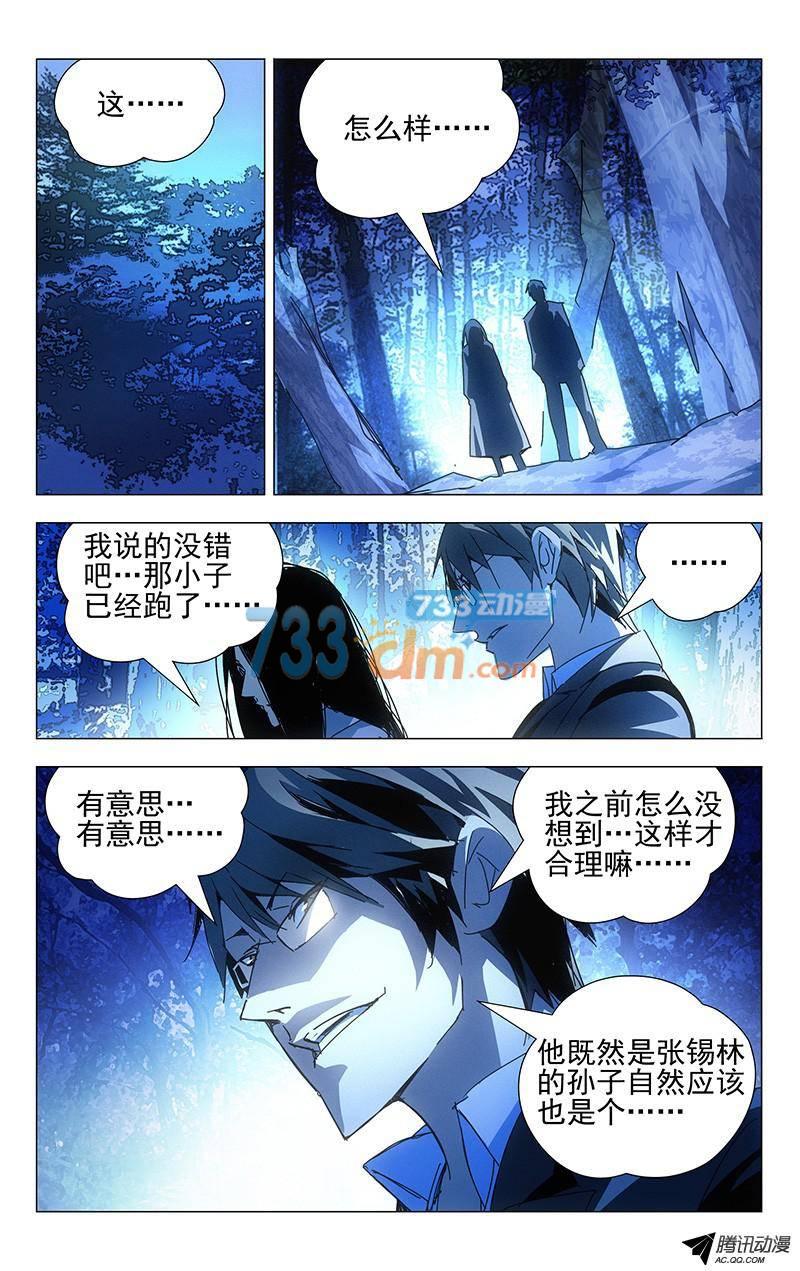 这……
怎么样……
我说的没错
吧…那小子
已经跑了……
……
733动漫
733dm.com
有意思…
有意思……
我之前怎么没
想到…这样才
合理嘛……
他既然是张锡林
的孙子自然应该
也是个……
腾讯动漫
AC.QQ.COM